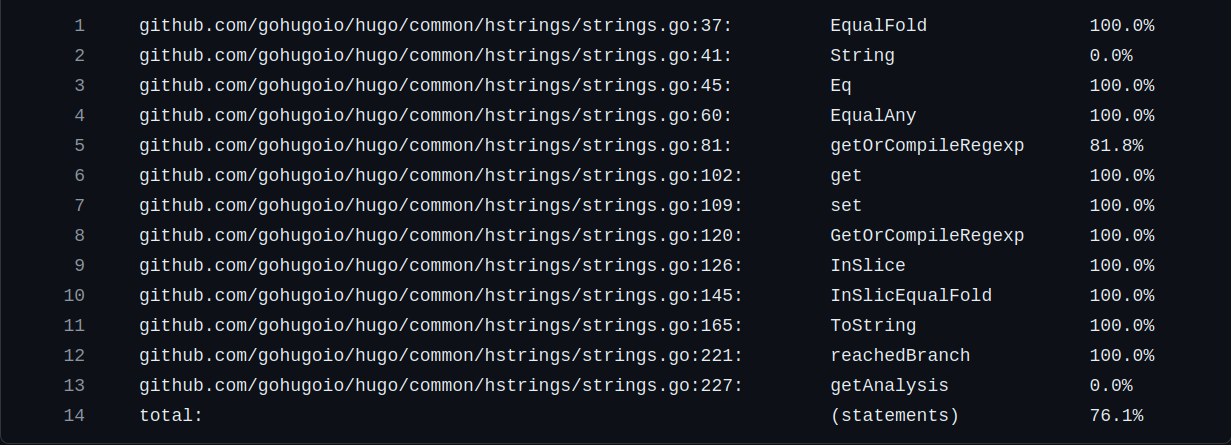 1 github.com/gohugoio/hugo/common/hstrings/strings.go:37: EqualFold 100.0%
2 github.com/gohugoio/hugo/common/hstrings/strings.go:41: String 0.0%
3 github.com/gohugoio/hugo/common/hstrings/strings.go:45: Eq 100.0%
4 github.com/gohugoio/hugo/common/hstrings/strings.go:60: EqualAny 100.0%
5 github.com/gohugoio/hugo/common/hstrings/strings.go:81: getOrCompileRegexp 81.8%
6 github.com/gohugoio/hugo/common/hstrings/strings.go:102: get 100.0%
7 github.com/gohugoio/hugo/common/hstrings/strings.go:109: set 100.0%
8 github.com/gohugoio/hugo/common/hstrings/strings.go:120: GetOrCompileRegexp 100.0%
9 github.com/gohugoio/hugo/common/hstrings/strings.go:126: InSlice 100.0%
10 github.com/gohugoio/hugo/common/hstrings/strings.go:145: InSlicEqualFold 100.0%
11 github.com/gohugoio/hugo/common/hstrings/strings.go:165: ToString 100.0%
12 github.com/gohugoio/hugo/common/hstrings/strings.go:221: reachedBranch 100.0%
13 github.com/gohugoio/hugo/common/hstrings/strings.go:227: getAnalysis 0.0%
14 total: (statements) 76.1%